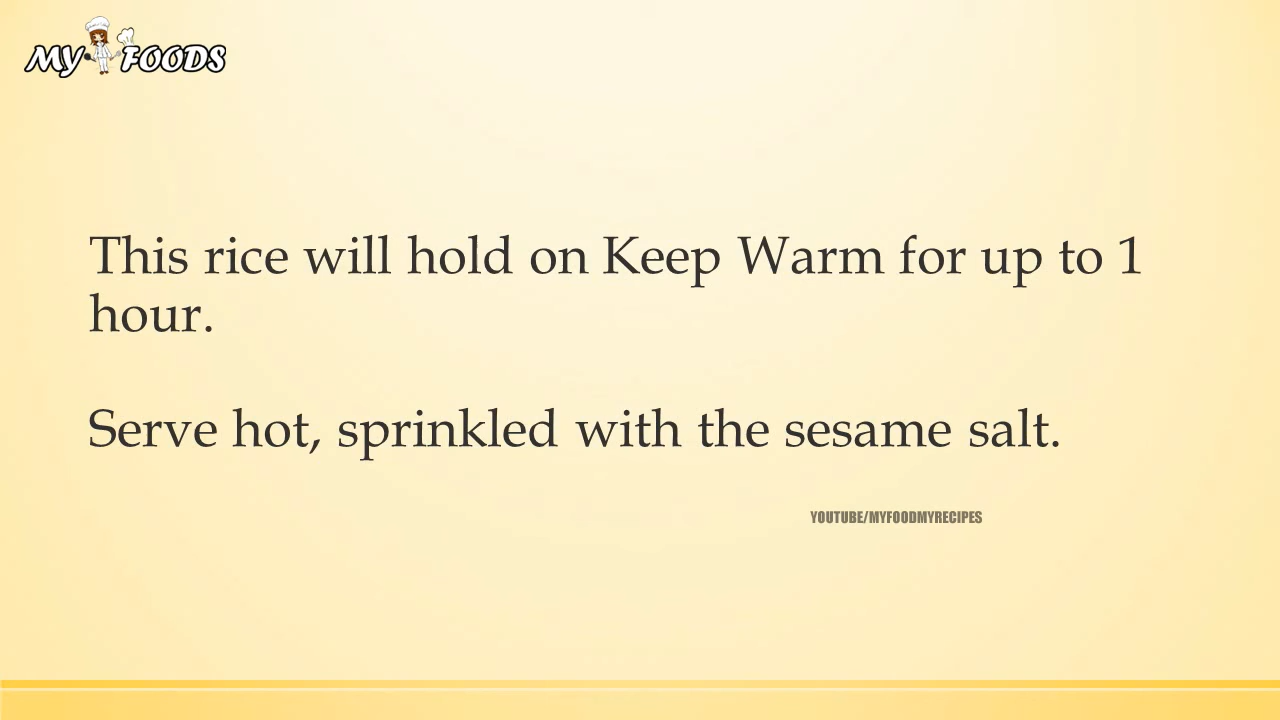 MY FOODS
This rice will hold on Keep Warm for up to 1
hour.
Serve hot, sprinkled with the sesame salt.
YOUTUBE/MYFOODMYRECIPES